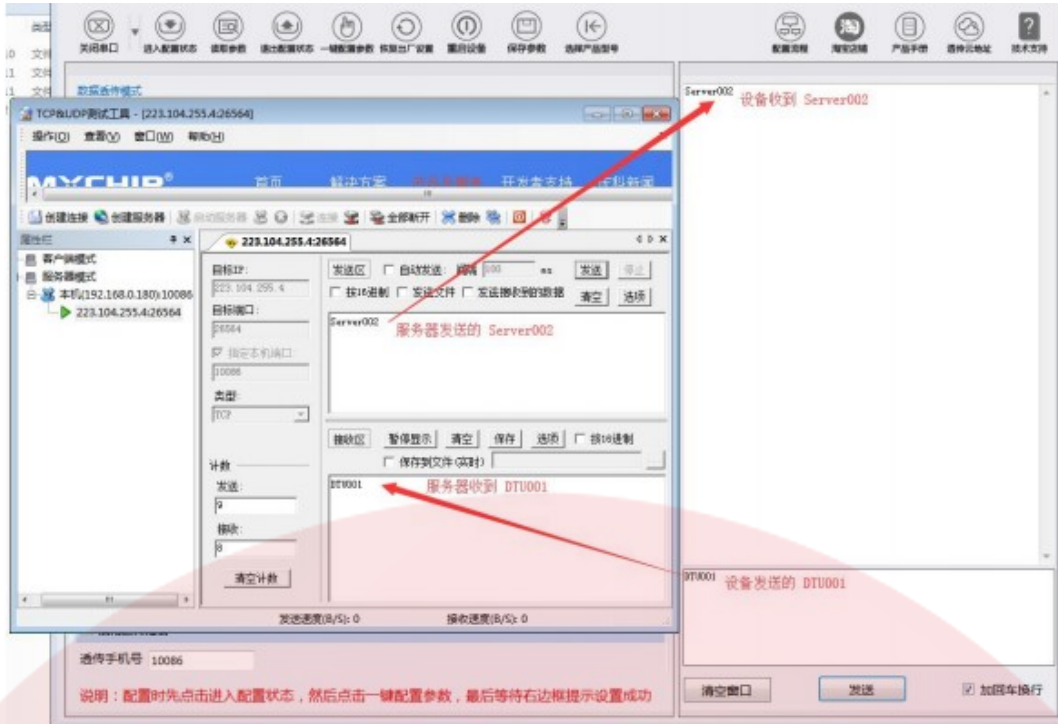 类型
关闭串口 进入配置状态 读取参数 退出配置状态 一键配置参数 恢复出厂设置 重启设备 保存参数 选择产品型号 配置流程 淘宝店铺 产品手册 透传云地址 技术支持
数据透传模式
TCP&UDP测试工具 - [223.104.255.4:26564]
操作(O) 查看(V) 窗口(W) 帮助(H)
MXCHIP®
首页 解决方案 开发者支持
创建连接 创建服务器 全部断开 删除
属性栏
客户端模式
服务器模式
本机(192.168.0.180):10086
223.104.255.4:26564
223.104.255.4:26564
目标IP:
223.104.255.4
目标端口:
26564
指定本机端口:
10086
类型:
TCP
计数
发送:
9
接收:
8
清空计数
发送区 自动发送: 间隔 100 ms 发送 停止
按16进制 发送文件 发送接收到的数据 清空 选项
Server002
服务器发送的 Server002
接收区 暂停显示 清空 保存 选项 按16进制
保存到文件(实时)
DTU001
服务器收到 DTU001
发送速度(B/S): 0 接收速度(B/S): 0
Server002
设备收到 Server002
DTU001
设备发送的 DTU001
透传手机号 10086
说明：配置时先点击进入配置状态，然后点击一键配置参数，最后等待右边框提示设置成功
清空窗口 发送 加回车换行